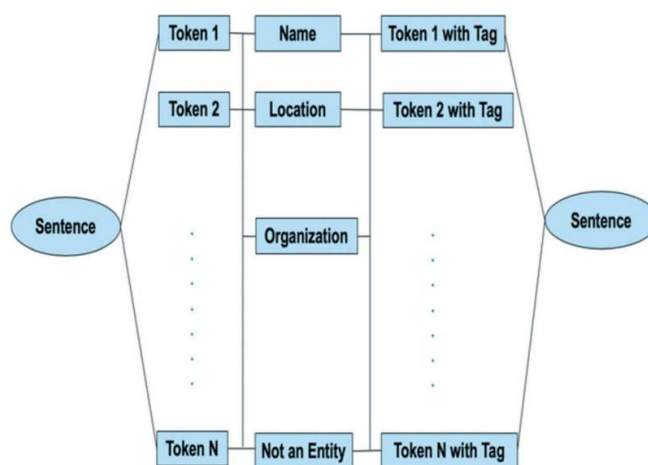 Token 1 Name Token 1 with Tag
Token 2 Location Token 2 with Tag
Sentence Organization Sentence
Token N Not an Entity Token N with Tag